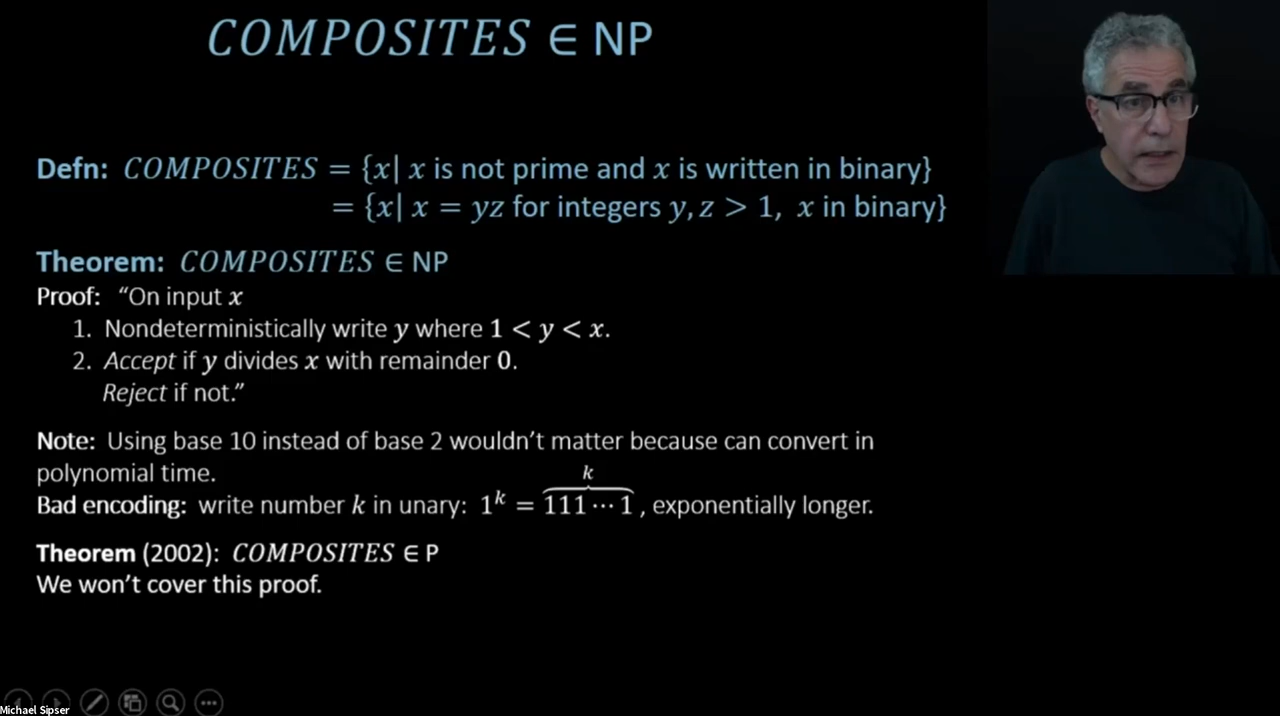 COMPOSITES ∈ NP
Defn: COMPOSITES = {x| x is not prime and x is written in binary}
= {x| x = yz for integers y, z > 1, x in binary}
Theorem: COMPOSITES ∈ NP
Proof: “On input x
1. Nondeterministically write y where 1 < y < x.
2. Accept if y divides x with remainder 0.
Reject if not.”
Note: Using base 10 instead of base 2 wouldn’t matter because can convert in
polynomial time.
k
Bad encoding: write number k in unary: 1ᵏ = 111 ⋯ 1 , exponentially longer.
Theorem (2002): COMPOSITES ∈ P
We won’t cover this proof.
Michael Sipser